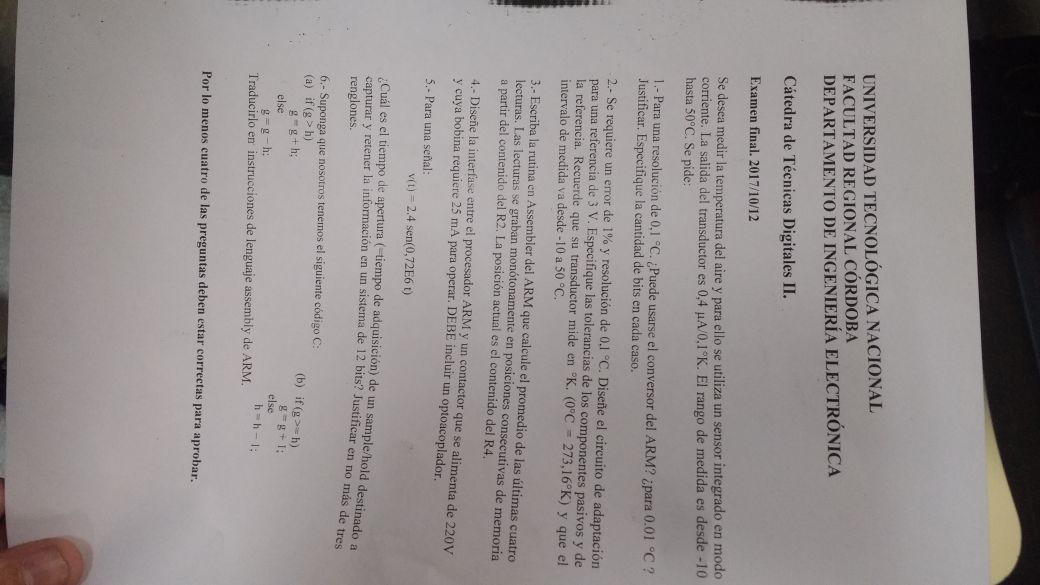 UNIVERSIDAD TECNOLÓGICA NACIONAL
FACULTAD REGIONAL CÓRDOBA
DEPARTAMENTO DE INGENIERÍA ELECTRÓNICA
Cátedra de Técnicas Digitales II.
Examen final. 2017/10/12
Se desea medir la temperatura del aire y para ello se utiliza un sensor integrado en modo
corriente. La salida del transductor es 0,4 µA/0,1°K. El rango de medida es desde -10
hasta 50°C. Se pide:
1.- Para una resolución de 0.1 °C. ¿Puede usarse el conversor del ARM? ¿para 0.01 °C ?
Justificar. Especifique la cantidad de bits en cada caso.
2.- Se requiere un error de 1% y resolución de 0,1 °C. Diseñe el circuito de adaptación
para una referencia de 3 V. Especifique las tolerancias de los componentes pasivos y de
la referencia. Recuerde que su transductor mide en °K. (0°C = 273,16°K) y que el
intervalo de medida va desde -10 a 50 °C.
3.- Escriba la rutina en Assembler del ARM que calcule el promedio de las últimas cuatro
lecturas. Las lecturas se graban monótonamente en posiciones consecutivas de memoria
a partir del contenido del R2. La posición actual es el contenido del R4.
4.- Diseñe la interfase entre el procesador ARM y un contactor que se alimenta de 220V
y cuya bobina requiere 25 mA para operar. DEBE incluir un optoacoplador.
5.- Para una señal:
v(t) = 2.4 sen(0,72E6 t)
¿Cuál es el tiempo de apertura (=tiempo de adquisición) de un sample/hold destinado a
capturar y retener la información en un sistema de 12 bits? Justificar en no más de tres
renglones.
6.- Suponga que nosotros tenemos el siguiente código C:
(a) if (g > h) (b) if (g >= h)
g = g + h; g = g + 1;
else else
g = g – h; h = h – 1;
Traducirlo en instrucciones de lenguaje assembly de ARM.
Por lo menos cuatro de las preguntas deben estar correctas para aprobar.